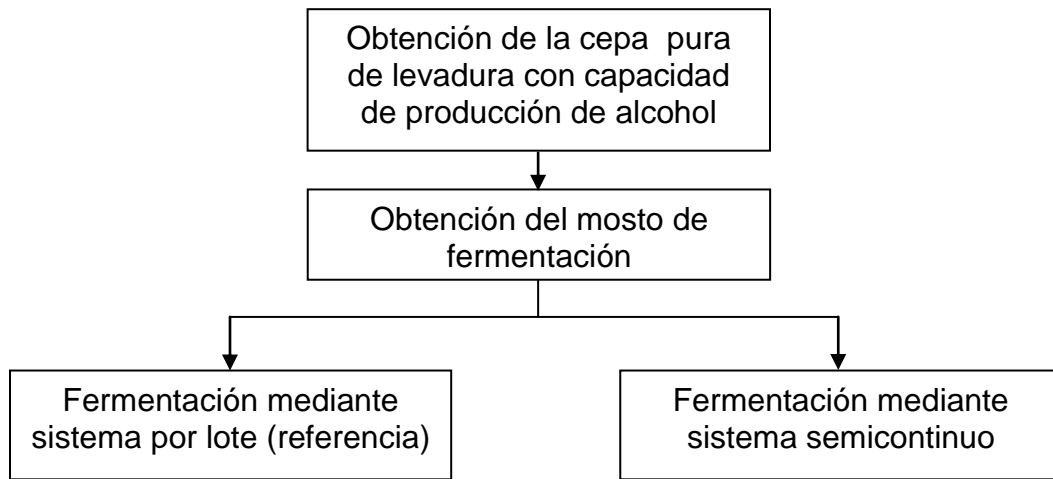 Obtención de la cepa pura
de levadura con capacidad
de producción de alcohol
Obtención del mosto de
fermentación
Fermentación mediante
sistema por lote (referencia)
Fermentación mediante
sistema semicontinuo